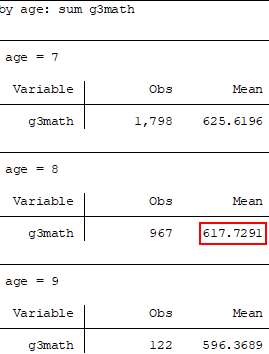 by age: sum g3math
age = 7
Variable Obs Mean
g3math 1,798 625.6196
age = 8
Variable Obs Mean
g3math 967 617.7291
age = 9
Variable Obs Mean
g3math 122 596.3689